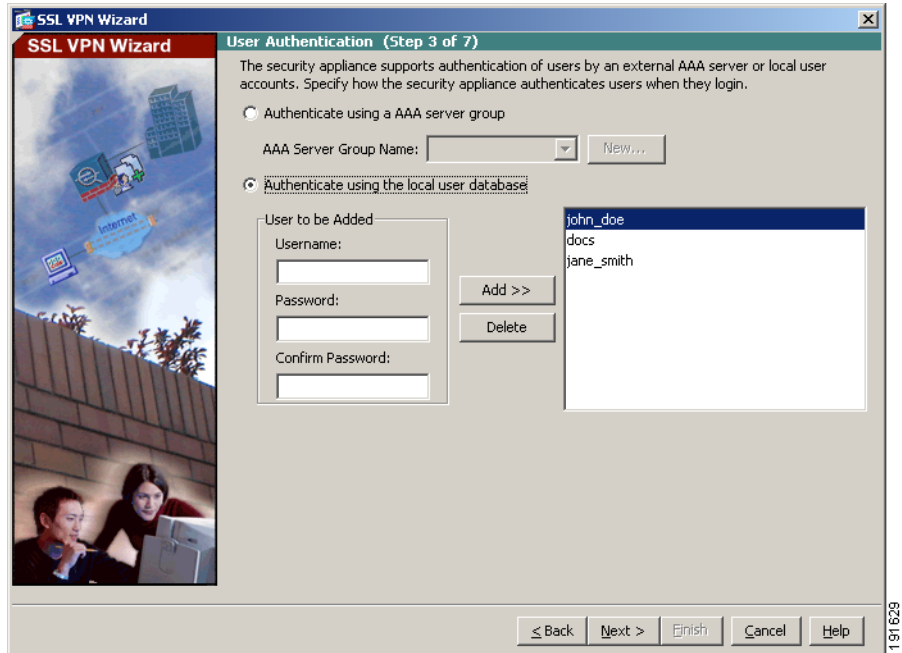 SSL VPN Wizard
SSL VPN Wizard
User Authentication (Step 3 of 7)
The security appliance supports authentication of users by an external AAA server or local user
accounts. Specify how the security appliance authenticates users when they login.
Authenticate using a AAA server group
AAA Server Group Name:
New...
Authenticate using the local user database
User to be Added
Username:
Password:
Confirm Password:
Add >>
Delete
john_doe
docs
jane_smith
Internet
< Back
Next >
Finish
Cancel
Help
191629